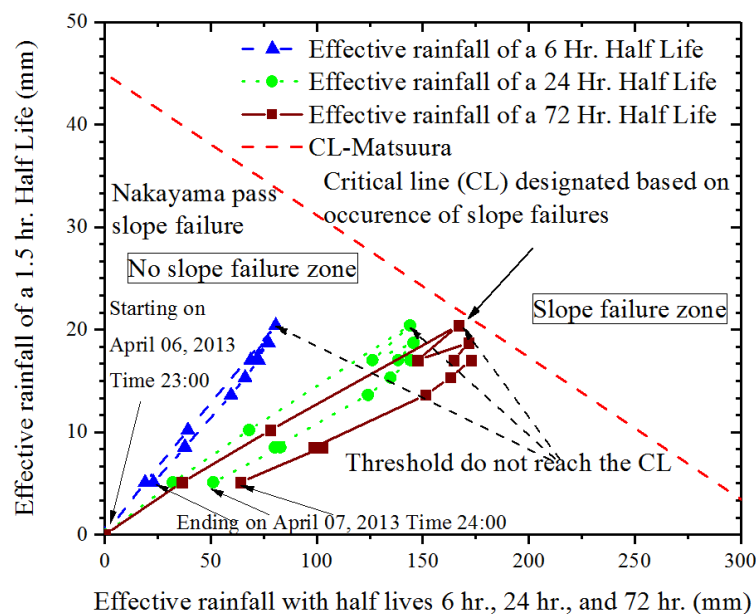 50
40
30
20
10
0
0
50
100
150
200
250
300
Effective rainfall of a 1.5 hr. Half Life (mm)
Effective rainfall of a 6 Hr. Half Life
Effective rainfall of a 24 Hr. Half Life
Effective rainfall of a 72 Hr. Half Life
CL-Matsuura
Nakayama pass
slope failure
Critical line (CL) designated based on
occurence of slope failures
No slope failure zone
Slope failure zone
Starting on
April 06, 2013
Time 23:00
Threshold do not reach the CL
Ending on April 07, 2013 Time 24:00
Effective rainfall with half lives 6 hr., 24 hr., and 72 hr. (mm)